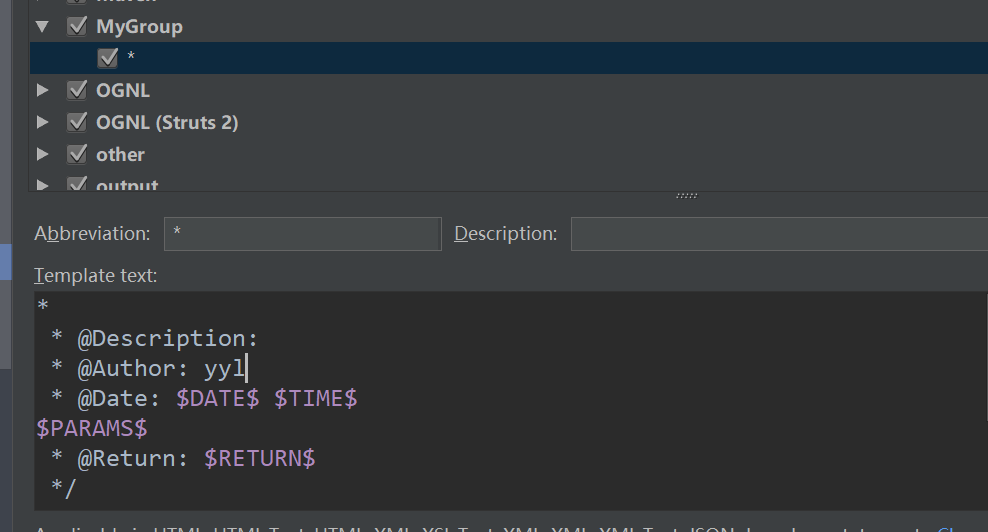 MyGroup
*
OGNL
OGNL (Struts 2)
other
output
Abbreviation: * Description:
Template text:
*
 * @Description:
 * @Author: yyl
 * @Date: $DATE$ $TIME$
$PARAMS$
 * @Return: $RETURN$
 */